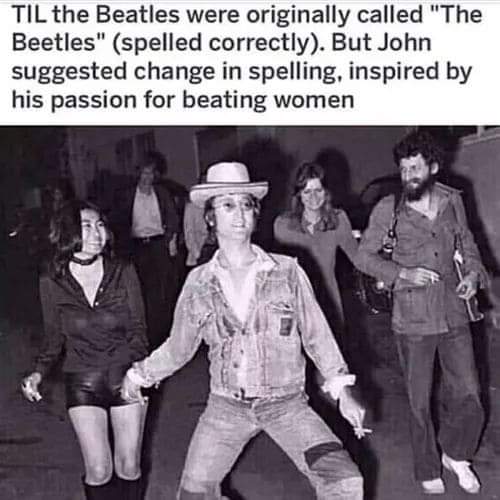 TIL the Beatles were originally called "The
Beetles" (spelled correctly). But John
suggested change in spelling, inspired by
his passion for beating women